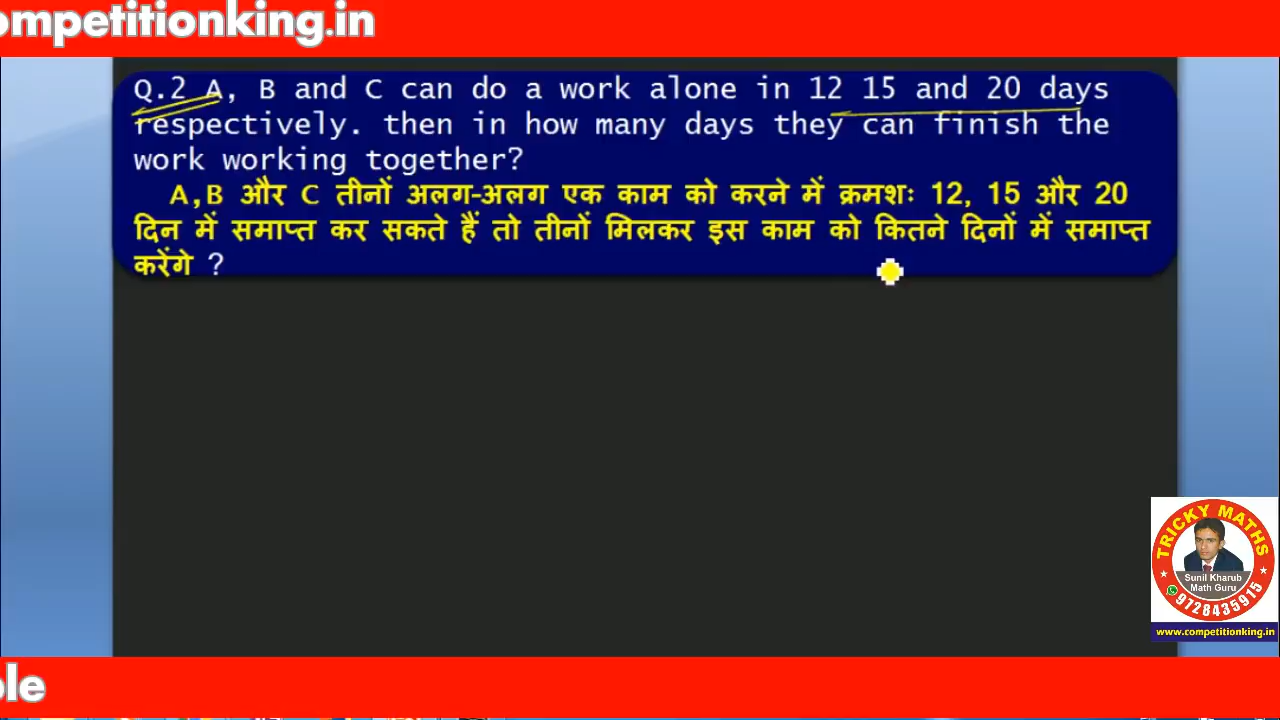 ompetitionking.in
Q.2 A, B and C can do a work alone in 12 15 and 20 days
respectively. then in how many days they can finish the
work working together?
A,B और C तीनों अलग-अलग एक काम को करने में क्रमशः 12, 15 और 20
दिन में समाप्त कर सकते हैं तो तीनों मिलकर इस काम को कितने दिनों में समाप्त
करेंगे ?
TRICKY MATHS
Sunil Kharub
Math Guru
9728435915
www.competitionking.in
ole